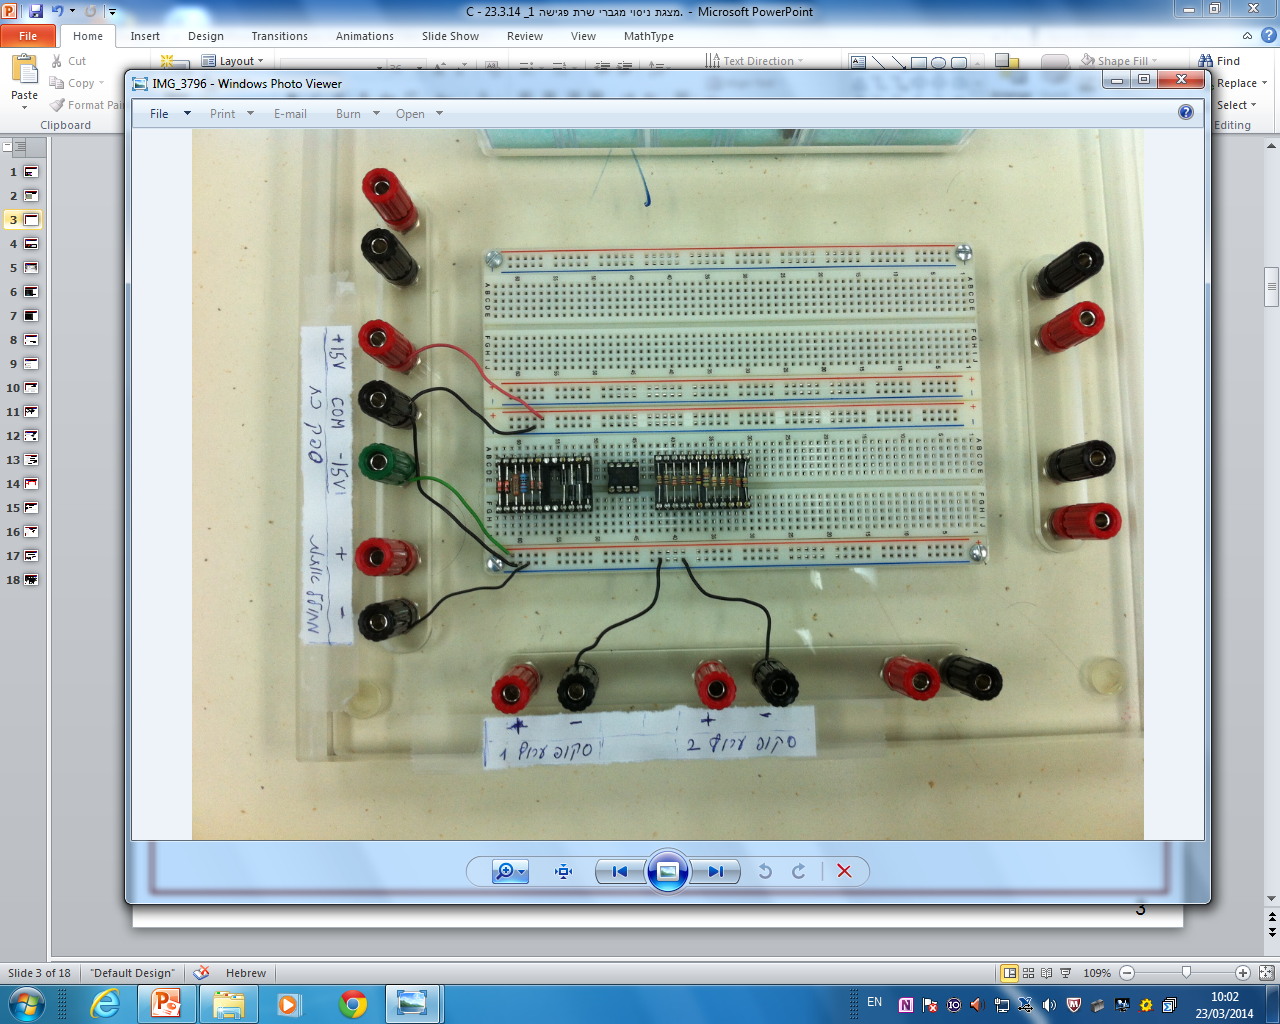 C - 23.3.14 _1 מצגת ניסוי מגברי שרת פגישה. - Microsoft PowerPoint
File Home Insert Design Transitions Animations Slide Show Review View MathType
Cut
Copy
Format Pai
Paste
Clipboard
Layout
Text Direction
Shape Fill
Find
Replace
Select
Editing
IMG_3796 - Windows Photo Viewer
File Print E-mail Burn Open
+15V COM -15V
ספק כח
+ -
+ -
סקופ ערוץ 1
+ -
סקופ ערוץ 2
1
2
3
4
5
6
7
8
9
10
11
12
13
14
15
16
17
18
3
Slide 3 of 18 "Default Design" Hebrew 109%
EN 10:02
23/03/2014